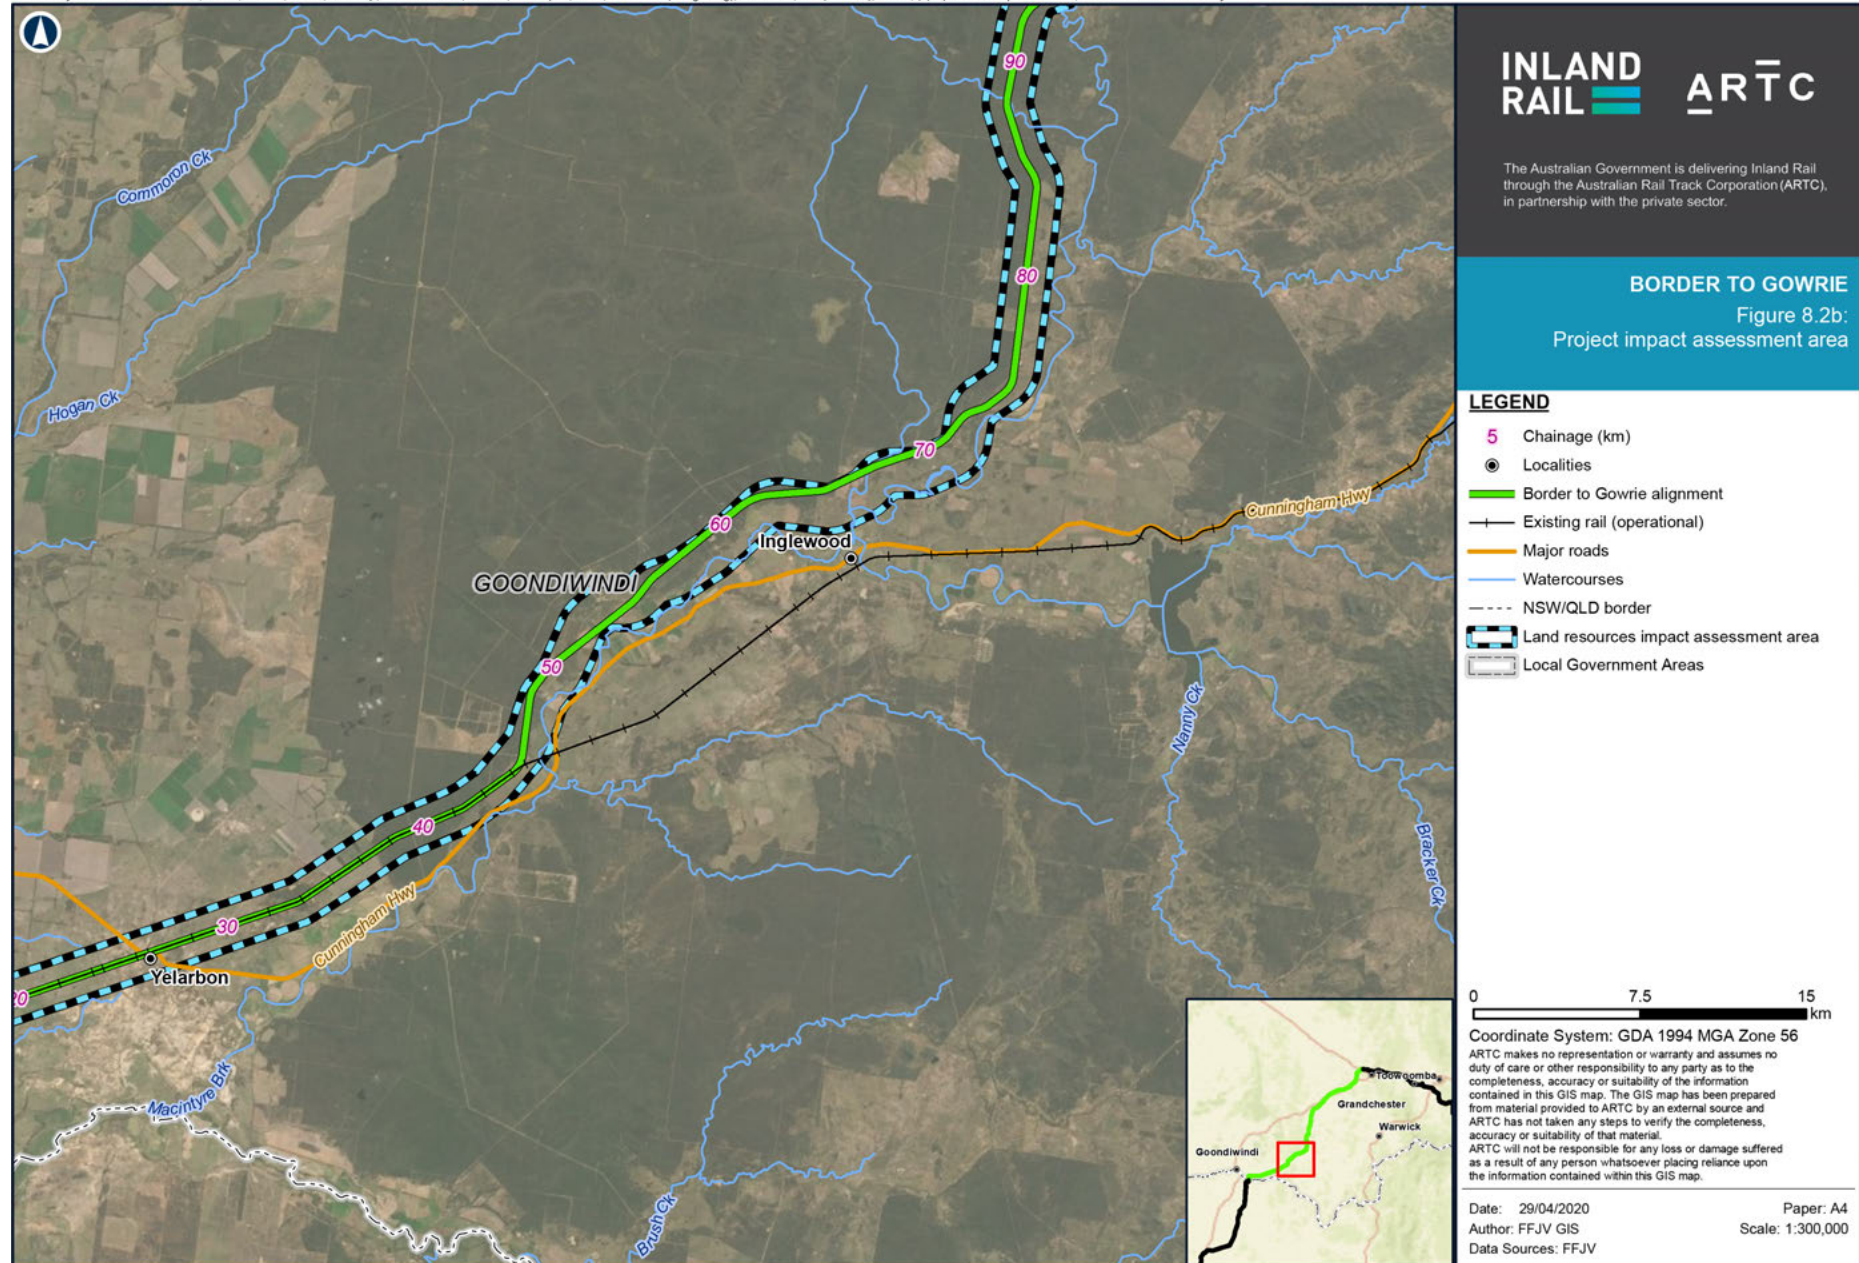 INLAND
RAIL
ARTC
The Australian Government is delivering Inland Rail
through the Australian Rail Track Corporation (ARTC),
in partnership with the private sector.
BORDER TO GOWRIE
Figure 8.2b:
Project impact assessment area
LEGEND
5 Chainage (km)
Localities
Border to Gowrie alignment
Existing rail (operational)
Major roads
Watercourses
NSW/QLD border
Land resources impact assessment area
Local Government Areas
0 7.5 15
km
Coordinate System: GDA 1994 MGA Zone 56
ARTC makes no representation or warranty and assumes no
duty of care or other responsibility to any party as to the
completeness, accuracy or suitability of the information
contained in this GIS map. The GIS map has been prepared
from material provided to ARTC by an external source and
ARTC has not taken any steps to verify the completeness,
accuracy or suitability of that material.
ARTC will not be responsible for any loss or damage suffered
as a result of any person whatsoever placing reliance upon
the information contained within this GIS map.
Date: 29/04/2020 Paper: A4
Author: FFJV GIS Scale: 1:300,000
Data Sources: FFJV
90
Commoron Ck
80
Hogan Ck
70
Cunningham Hwy
60
Inglewood
GOONDIWINDI
50
Nanny Ck
40
Bracker Ck
Cunningham Hwy
30
Yelarbon
20
Macintyre Brk
Brush Ck
Toowoomba
Grandchester
Warwick
Goondiwindi